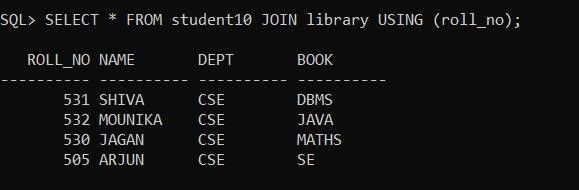 SQL> SELECT * FROM student10 JOIN library USING (roll_no);
ROLL_NO NAME       DEPT       BOOK
---------- ---------- ---------- ----------
531 SHIVA      CSE        DBMS
532 MOUNIKA    CSE        JAVA
530 JAGAN      CSE        MATHS
505 ARJUN      CSE        SE